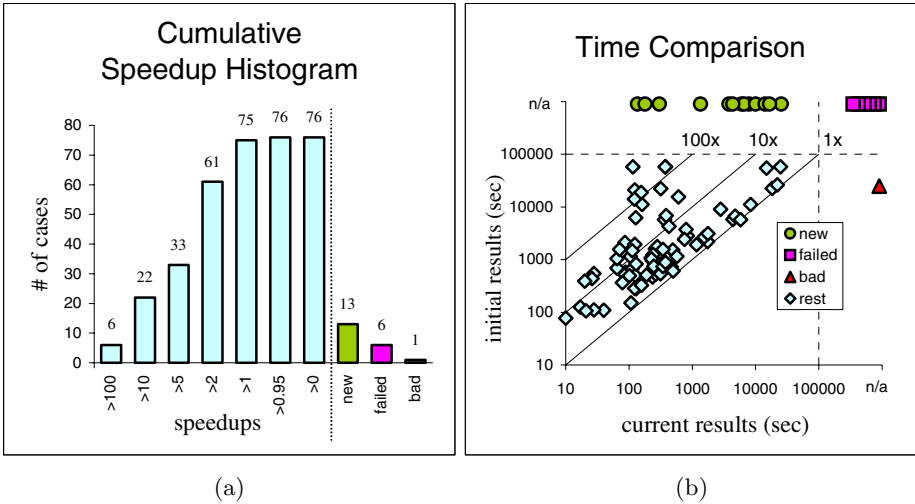 Cumulative
Speedup Histogram
# of cases
80
70
60
50
40
30
20
10
0
6
22
33
61
75
76
76
13
6
1
>100
>10
>5
>2
>1
>0.95
>0
new
failed
bad
speedups
(a)
Time Comparison
initial results (sec)
n/a
100000
10000
1000
100
10
100x
10x
1x
new
failed
bad
rest
10
100
1000
10000
100000
n/a
current results (sec)
(b)